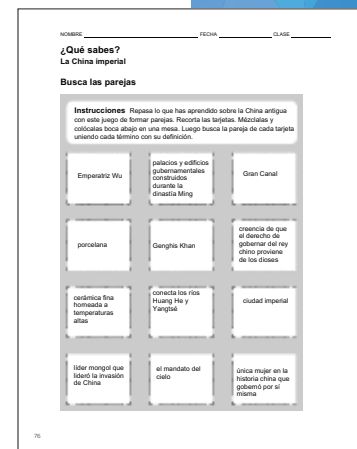 NOMBRE FECHA CLASE
¿Qué sabes?
La China imperial
Busca las parejas
Instrucciones Repasa lo que has aprendido sobre la China antigua
con este juego de formar parejas. Recorta las tarjetas. Mézclalas y
colócalas boca abajo en una mesa. Luego busca la pareja de cada tarjeta
uniendo cada término con su definición.
Emperatriz Wu
palacios y edificios
gubernamentales
construidos
durante la
dinastía Ming
Gran Canal
porcelana
Genghis Khan
creencia de que
el derecho de
gobernar del rey
chino proviene
de los dioses
cerámica fina
horneada a
temperaturas
altas
conecta los ríos
Huang He y
Yangtsé
ciudad imperial
líder mongol que
lideró la invasión
de China
el mandato del
cielo
única mujer en la
historia china que
gobernó por sí
misma
76